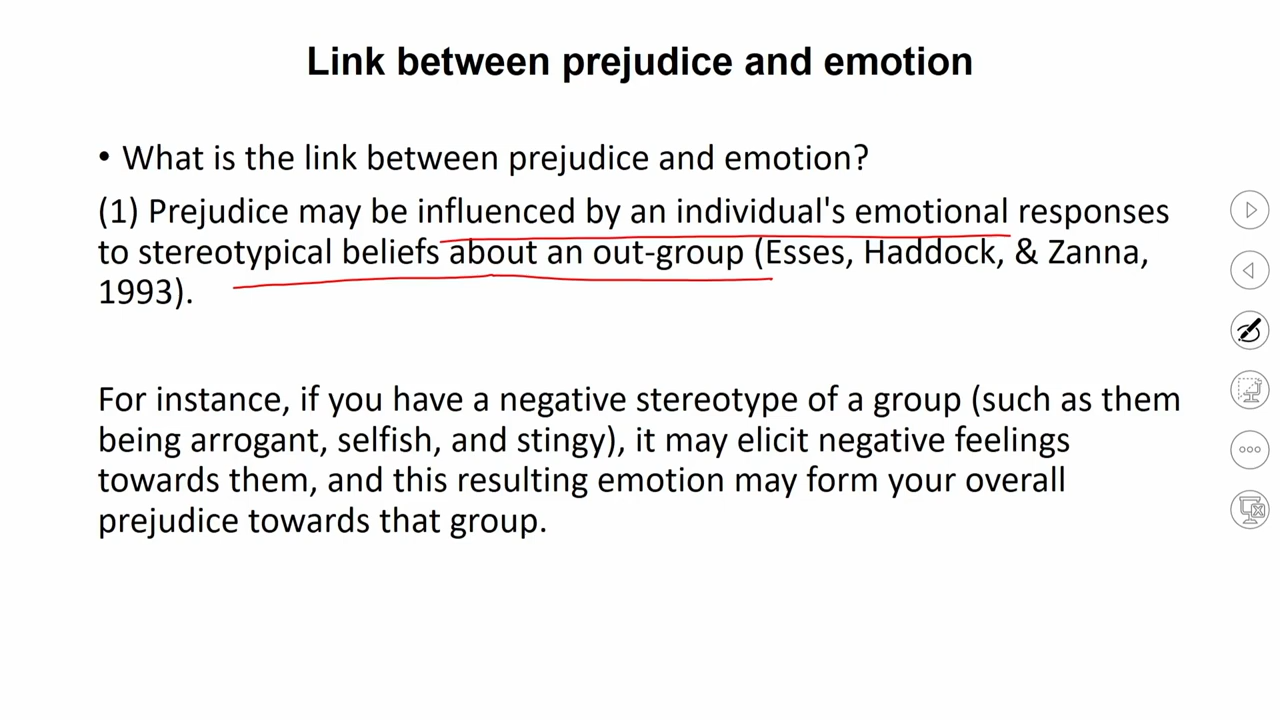 Link between prejudice and emotion
• What is the link between prejudice and emotion?
(1) Prejudice may be influenced by an individual's emotional responses
to stereotypical beliefs about an out-group (Esses, Haddock, & Zanna,
1993).
For instance, if you have a negative stereotype of a group (such as them
being arrogant, selfish, and stingy), it may elicit negative feelings
towards them, and this resulting emotion may form your overall
prejudice towards that group.